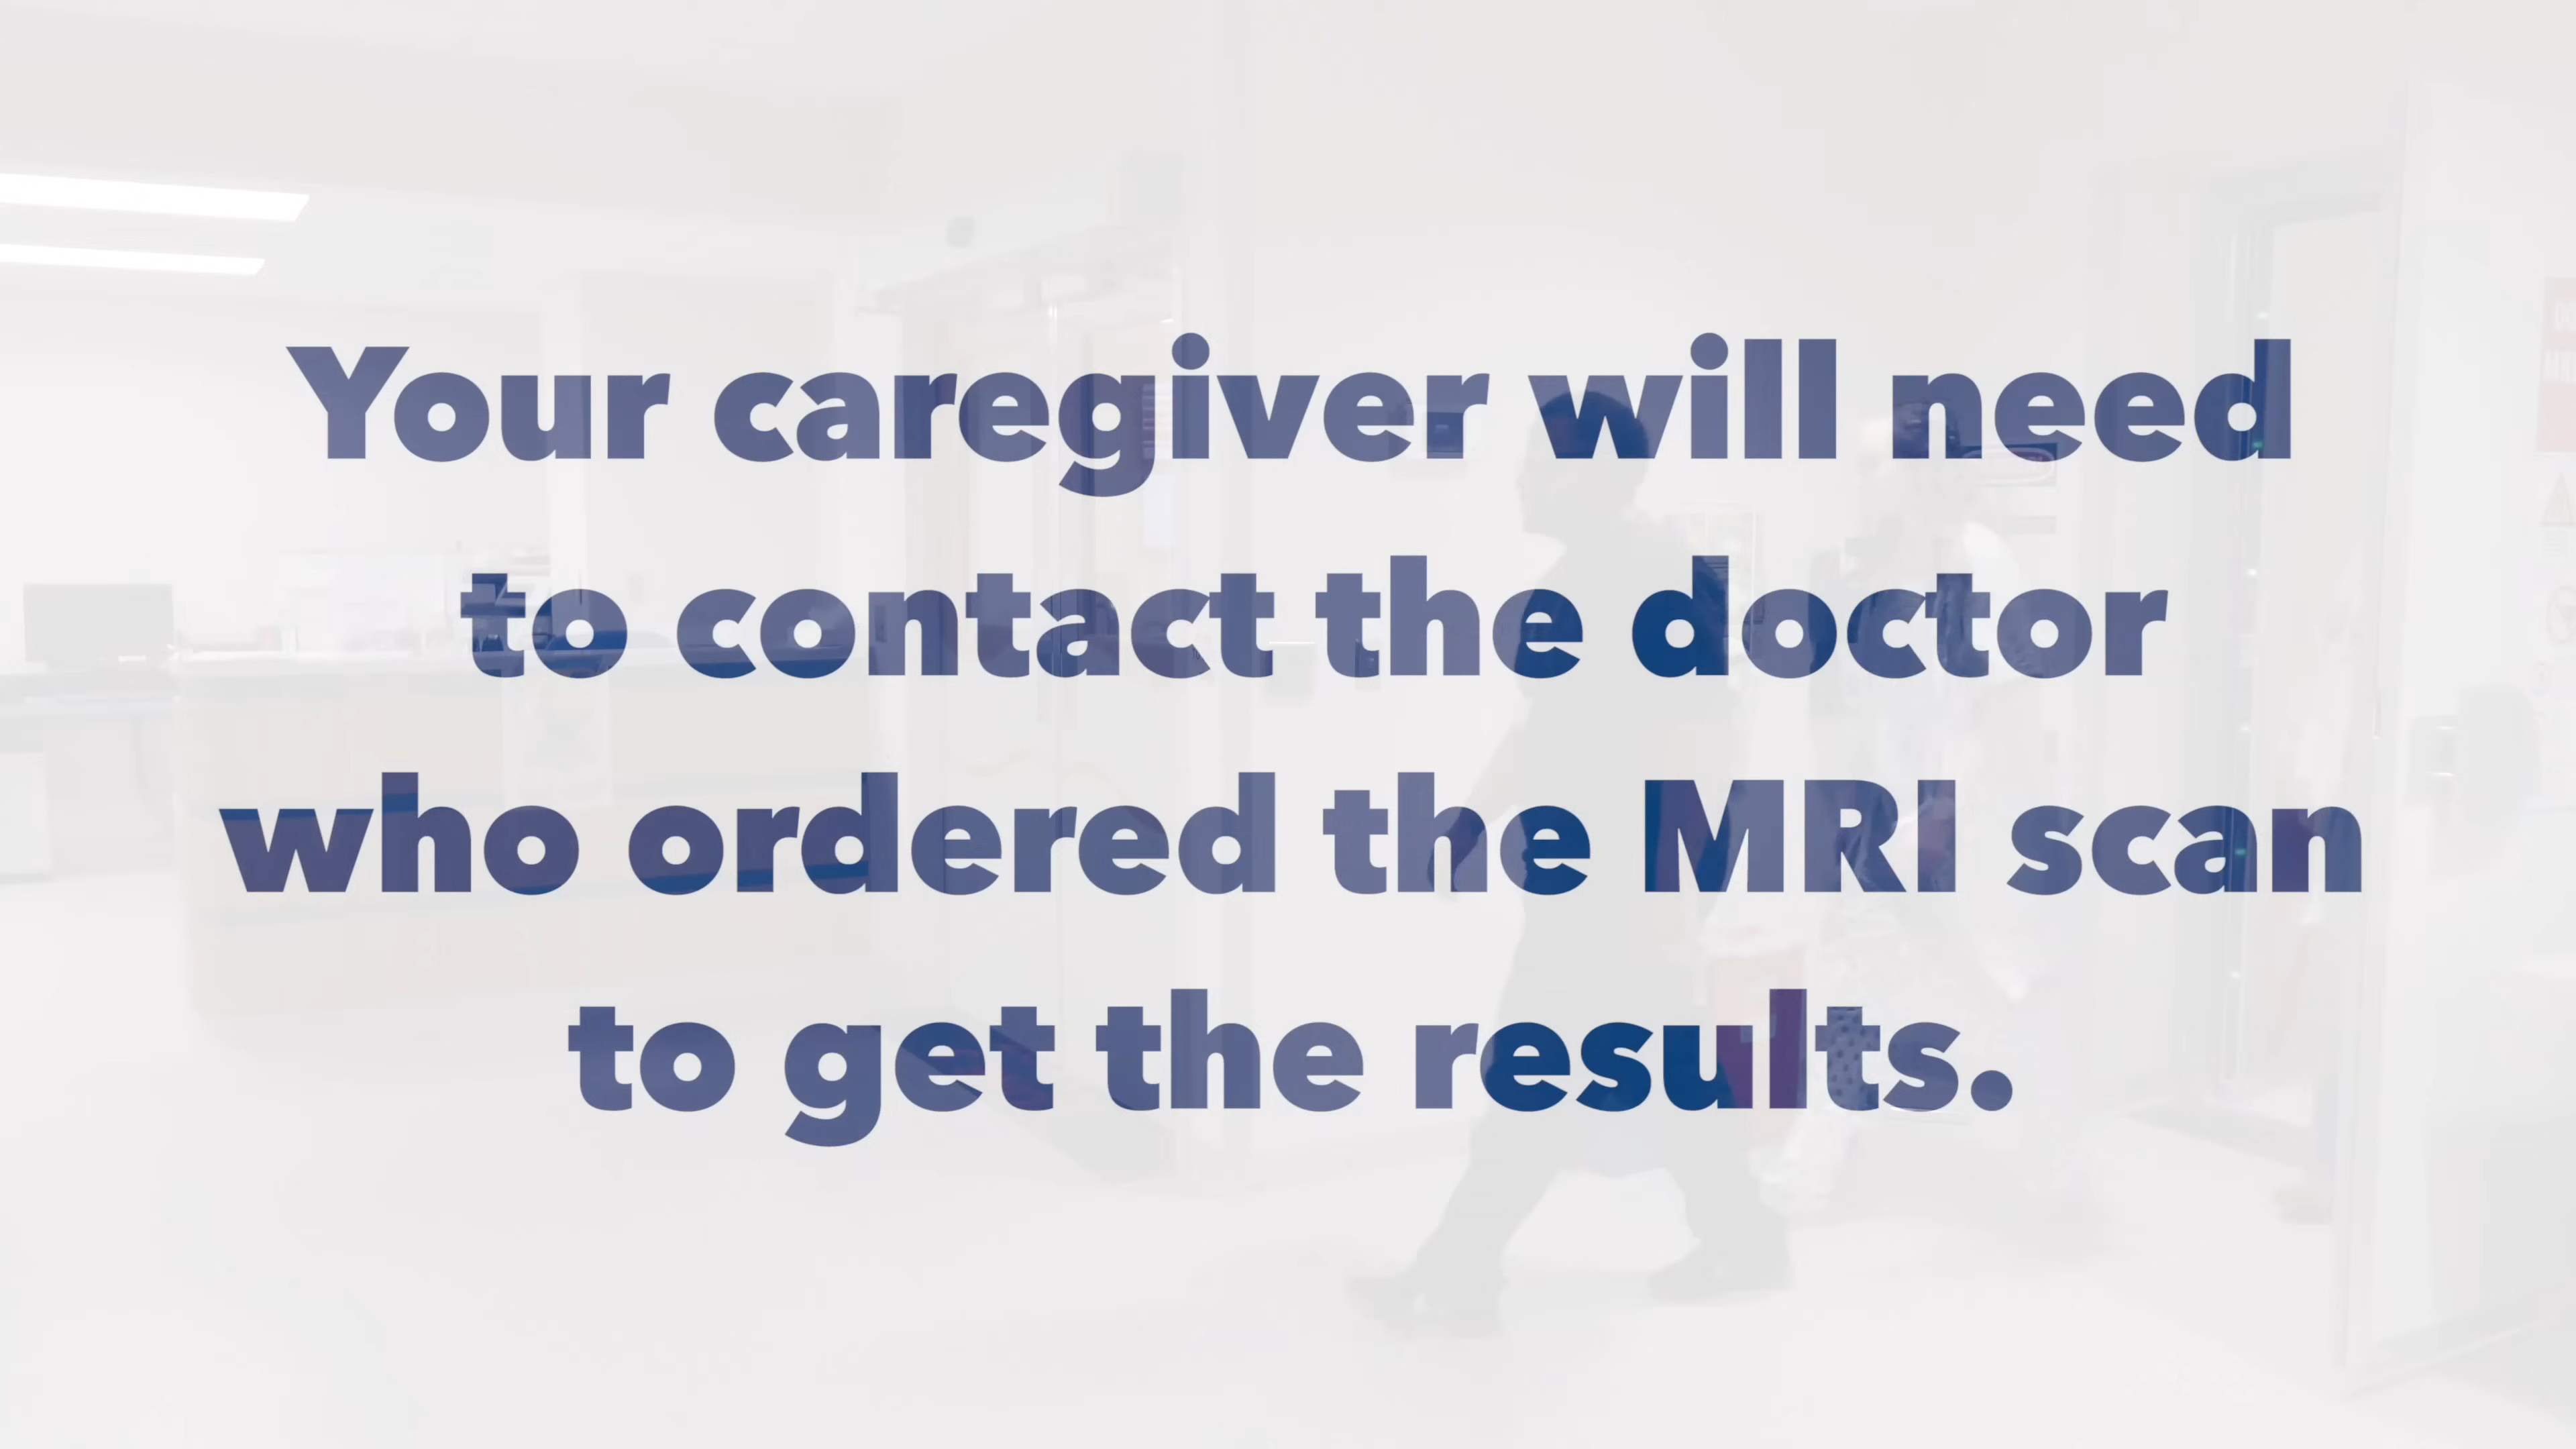 Your caregiver will need
to contact the doctor
who ordered the MRI scan
to get the results.